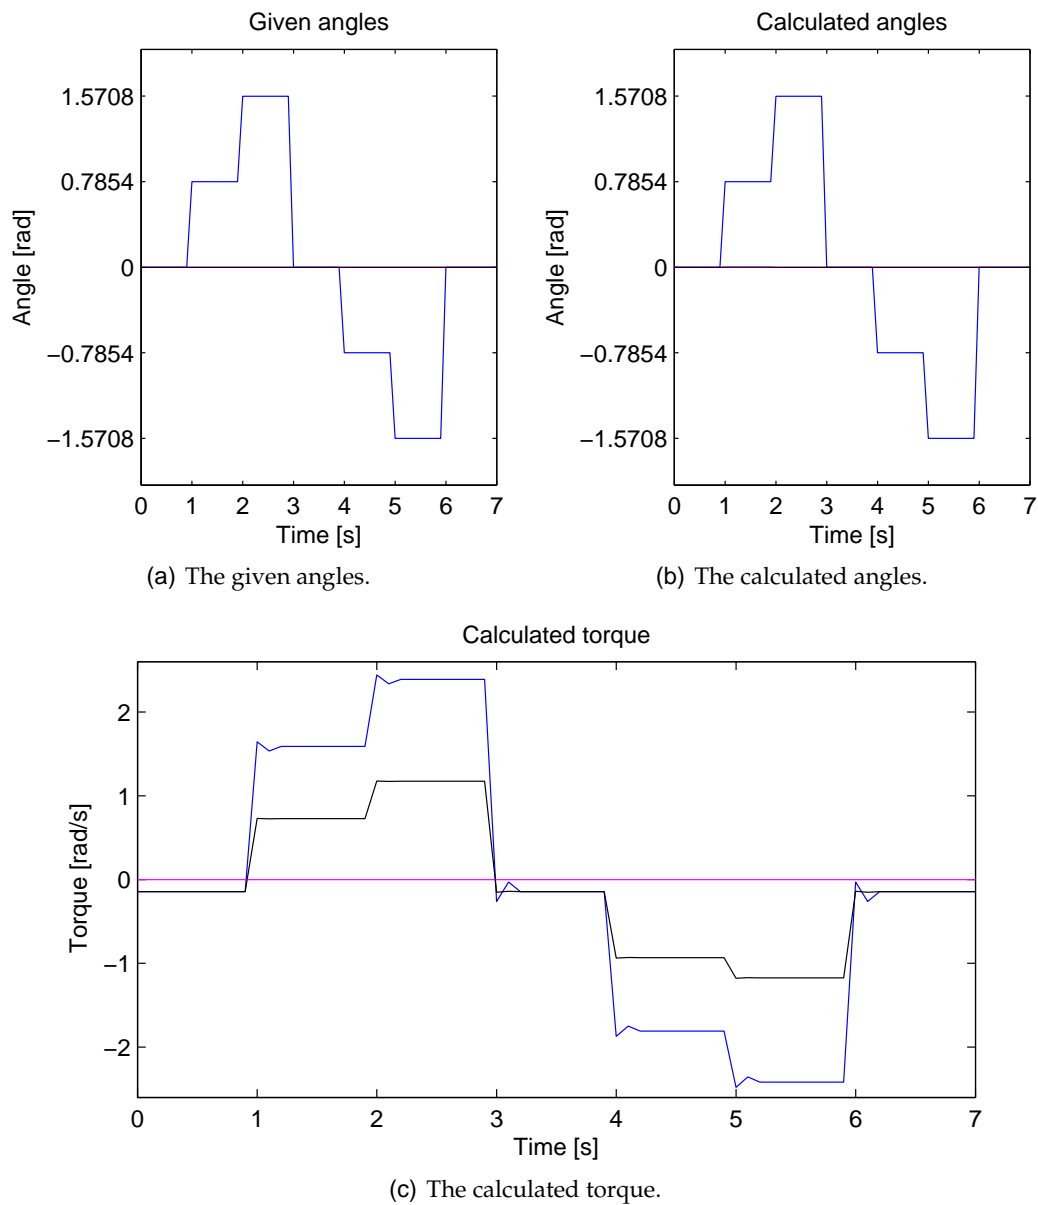 Given angles
Calculated angles
1.5708
0.7854
0
−0.7854
−1.5708
Angle [rad]
0 1 2 3 4 5 6 7
Time [s]
1.5708
0.7854
0
−0.7854
−1.5708
Angle [rad]
0 1 2 3 4 5 6 7
Time [s]
(a) The given angles.
(b) The calculated angles.
Calculated torque
2
1
0
−1
−2
Torque [rad/s]
0 1 2 3 4 5 6 7
Time [s]
(c) The calculated torque.